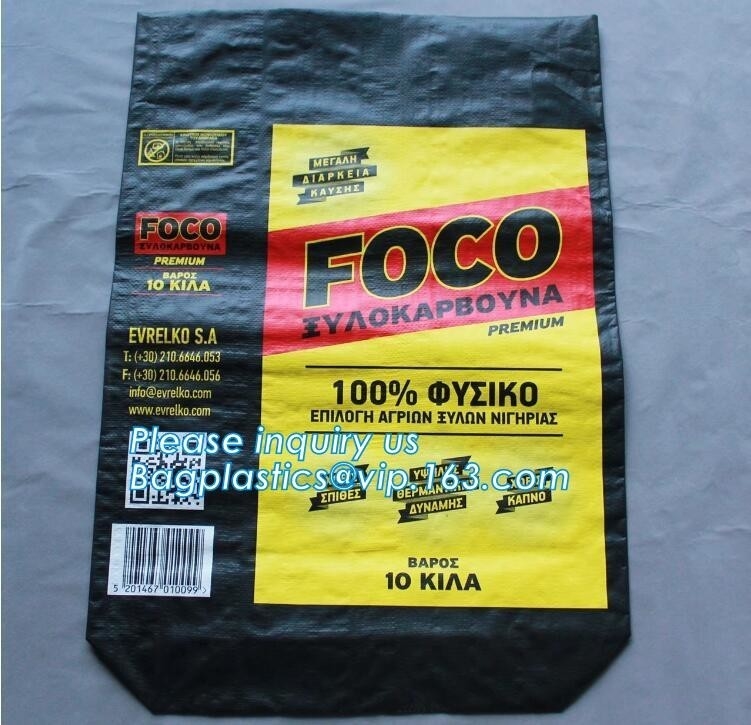 FOCO
ΞΥΛΟΚΑΡΒΟΥΝΑ
PREMIUM
ΒΑΡΟΣ
10 ΚΙΛΑ
EVRELKO S.A
T: (+30) 210.6646.053
F: (+30) 210.6646.056
info@evrelko.com
www.evrelko.com
5 201467 010099 >
ΜΕΓΑΛΗ
ΔΙΑΡΚΕΙΑ
ΚΑΥΣΗΣ
FOCO
ΞΥΛΟΚΑΡΒΟΥΝΑ
PREMIUM
100% ΦΥΣΙΚΟ
ΕΠΙΛΟΓΗ ΑΓΡΙΩΝ ΞΥΛΩΝ ΝΙΓΗΡΙΑΣ
Please inquiry us
Bagplastics@vip.163.com
ΣΠΙΘΕΣ
ΔΥΝΑΜΗΣ
ΚΑΠΝΟ
ΒΑΡΟΣ
10 ΚΙΛΑ